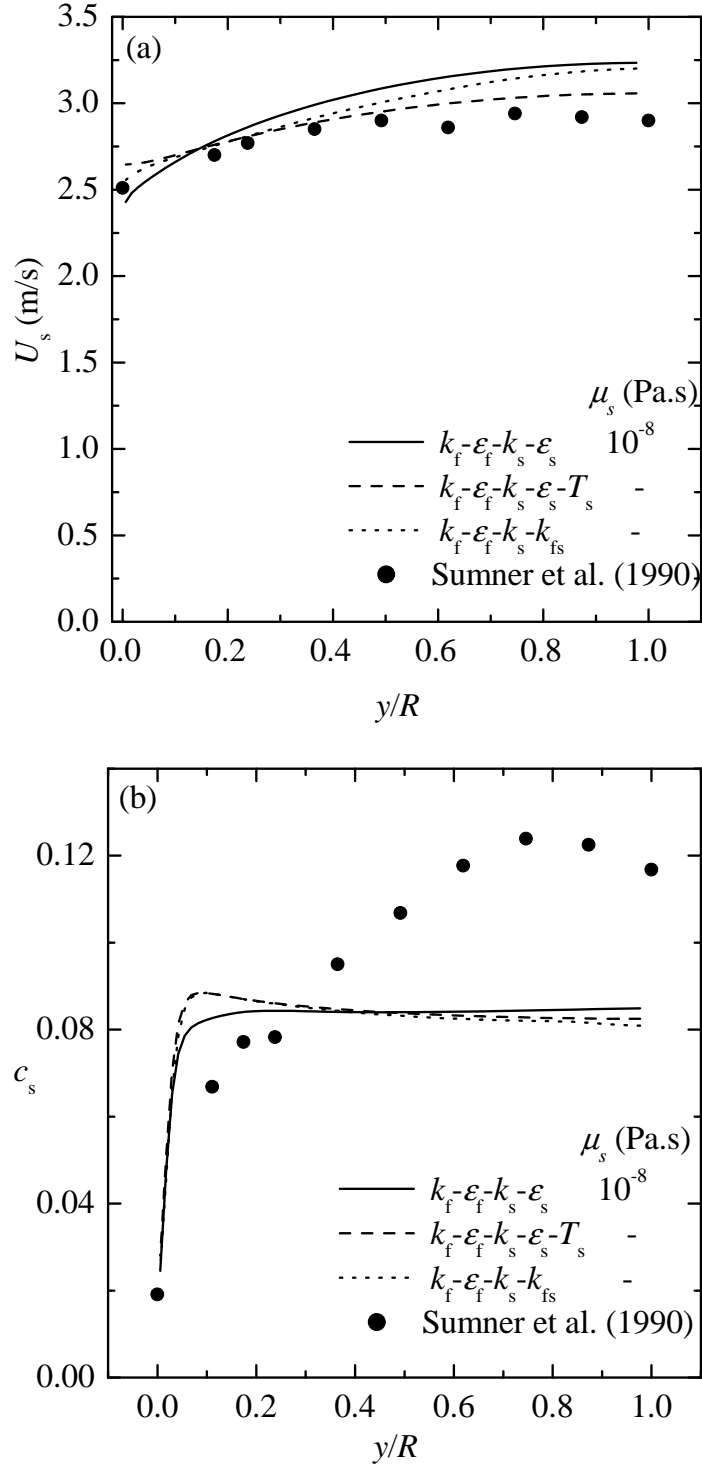 (a)
3.5
3.0
2.5
2.0
1.5
1.0
0.5
0.0
U_s (m/s)
μ_s (Pa.s)
k_f-ε_f-k_s-ε_s 10^-8
k_f-ε_f-k_s-ε_s-T_s -
k_f-ε_f-k_s-k_fs -
Sumner et al. (1990)
0.0 0.2 0.4 0.6 0.8 1.0
y/R
(b)
0.12
0.08
0.04
0.00
c_s
μ_s (Pa.s)
k_f-ε_f-k_s-ε_s 10^-8
k_f-ε_f-k_s-ε_s-T_s -
k_f-ε_f-k_s-k_fs -
Sumner et al. (1990)
0.0 0.2 0.4 0.6 0.8 1.0
y/R